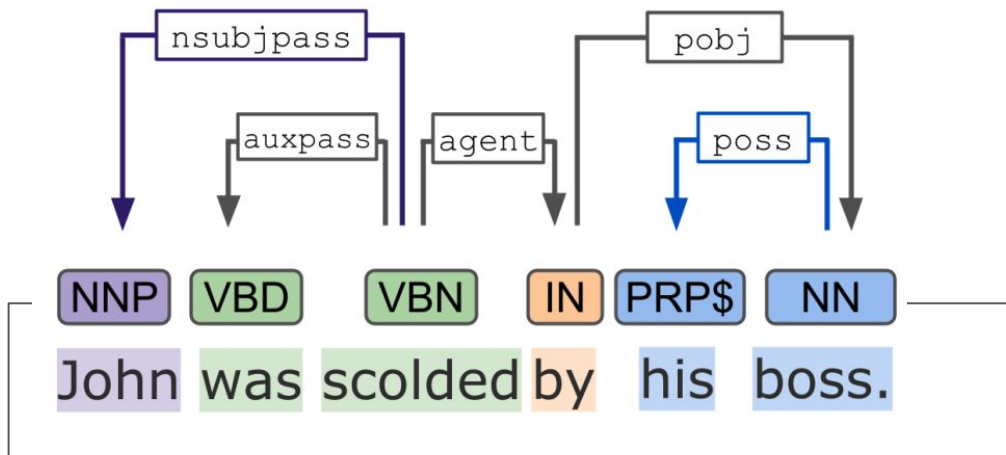 nsubjpass pobj
auxpass agent poss
NNP VBD VBN IN PRP$ NN
John was scolded by his boss.